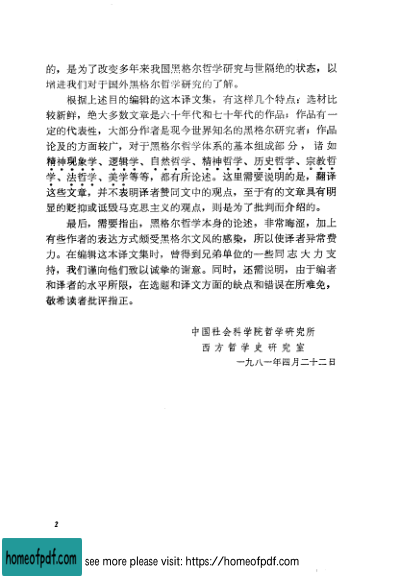 的，是为了改变多年来我国黑格尔哲学研究与世隔绝的状态，以
增进我们对于国外黑格尔哲学研究的了解。
根据上述目的编辑的这本译文集，有这样几个特点：选材比
较新鲜，绝大多数文章是六十年代和七十年代的作品；作品有一
定的代表性，大部分作者是现今世界知名的黑格尔研究者；作品
论及的方面较广，对于黑格尔哲学体系的基本组成部分，诸如
精神现象学、逻辑学、自然哲学、精神哲学、历史哲学、宗教哲
学、法哲学、美学等等，都有所论述。这里需要说明的是，翻译
这些文章，并不表明译者赞同文中的观点，至于有的文章具有明
显的贬抑或诋毁马克思主义的观点，则是为了批判而介绍的。
最后，需要指出，黑格尔哲学本身的论述，非常晦涩，加上
有些作者的表达方式颇受黑格尔文风的感染，所以使译者异常费
力。在编辑这本译文集时，曾得到兄弟单位的一些同志大力支
持，我们谨向他们致以诚挚的谢意。同时，还需说明，由于编者
和译者的水平所限，在选题和译文方面的缺点和错误在所难免，
敬希读者批评指正。
中国社会科学院哲学研究所
西方哲学史研究室
一九八一年四月二十二日
2
homeofpdf.com
see more please visit: https://homeofpdf.com